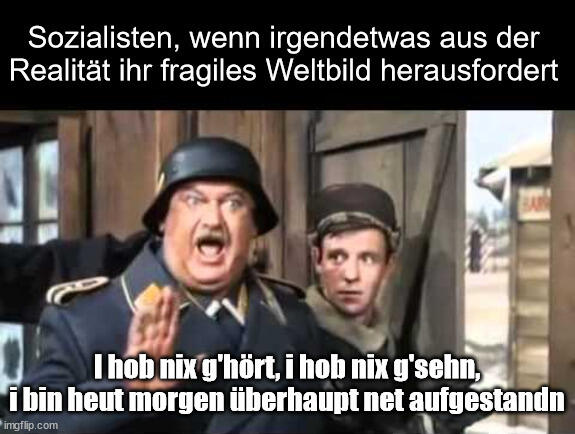 Sozialisten, wenn irgendetwas aus der
Realität ihr fragiles Weltbild herausfordert
I hob nix g'hört, i hob nix g'sehn,
i bin heut morgen überhaupt net aufgestandn
imgflip.com